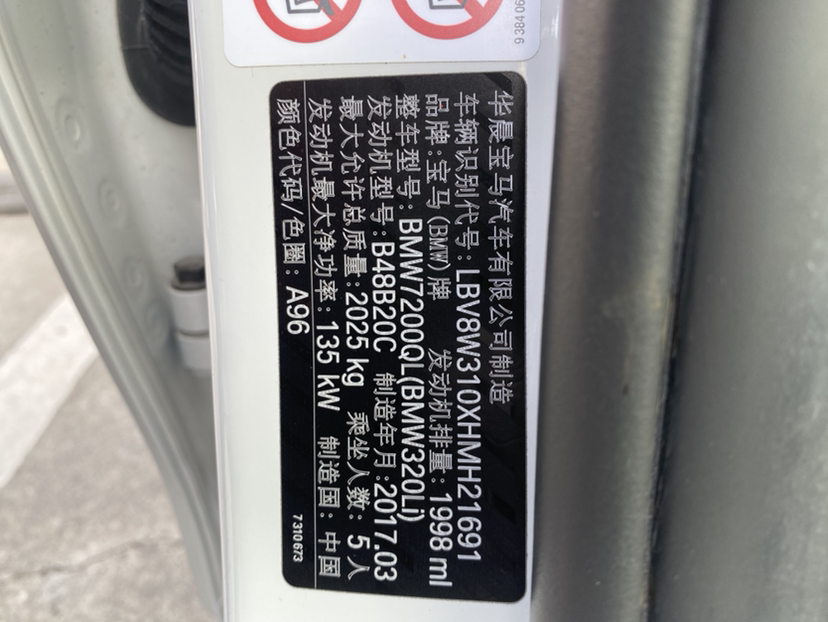 华晨宝马汽车有限公司制造
车辆识别代号:LBV8W310XHMH21691
品牌:宝马(BMW)牌 发动机排量:1998 ml
整车型号:BMW7200QL(BMW320Li)
发动机型号:B48B20C 制造年月:2017.03
最大允许总质量:2025 kg 乘坐人数:5人
发动机最大净功率:135 kW 制造国:中国
颜色代码/色圈:A96
7310673